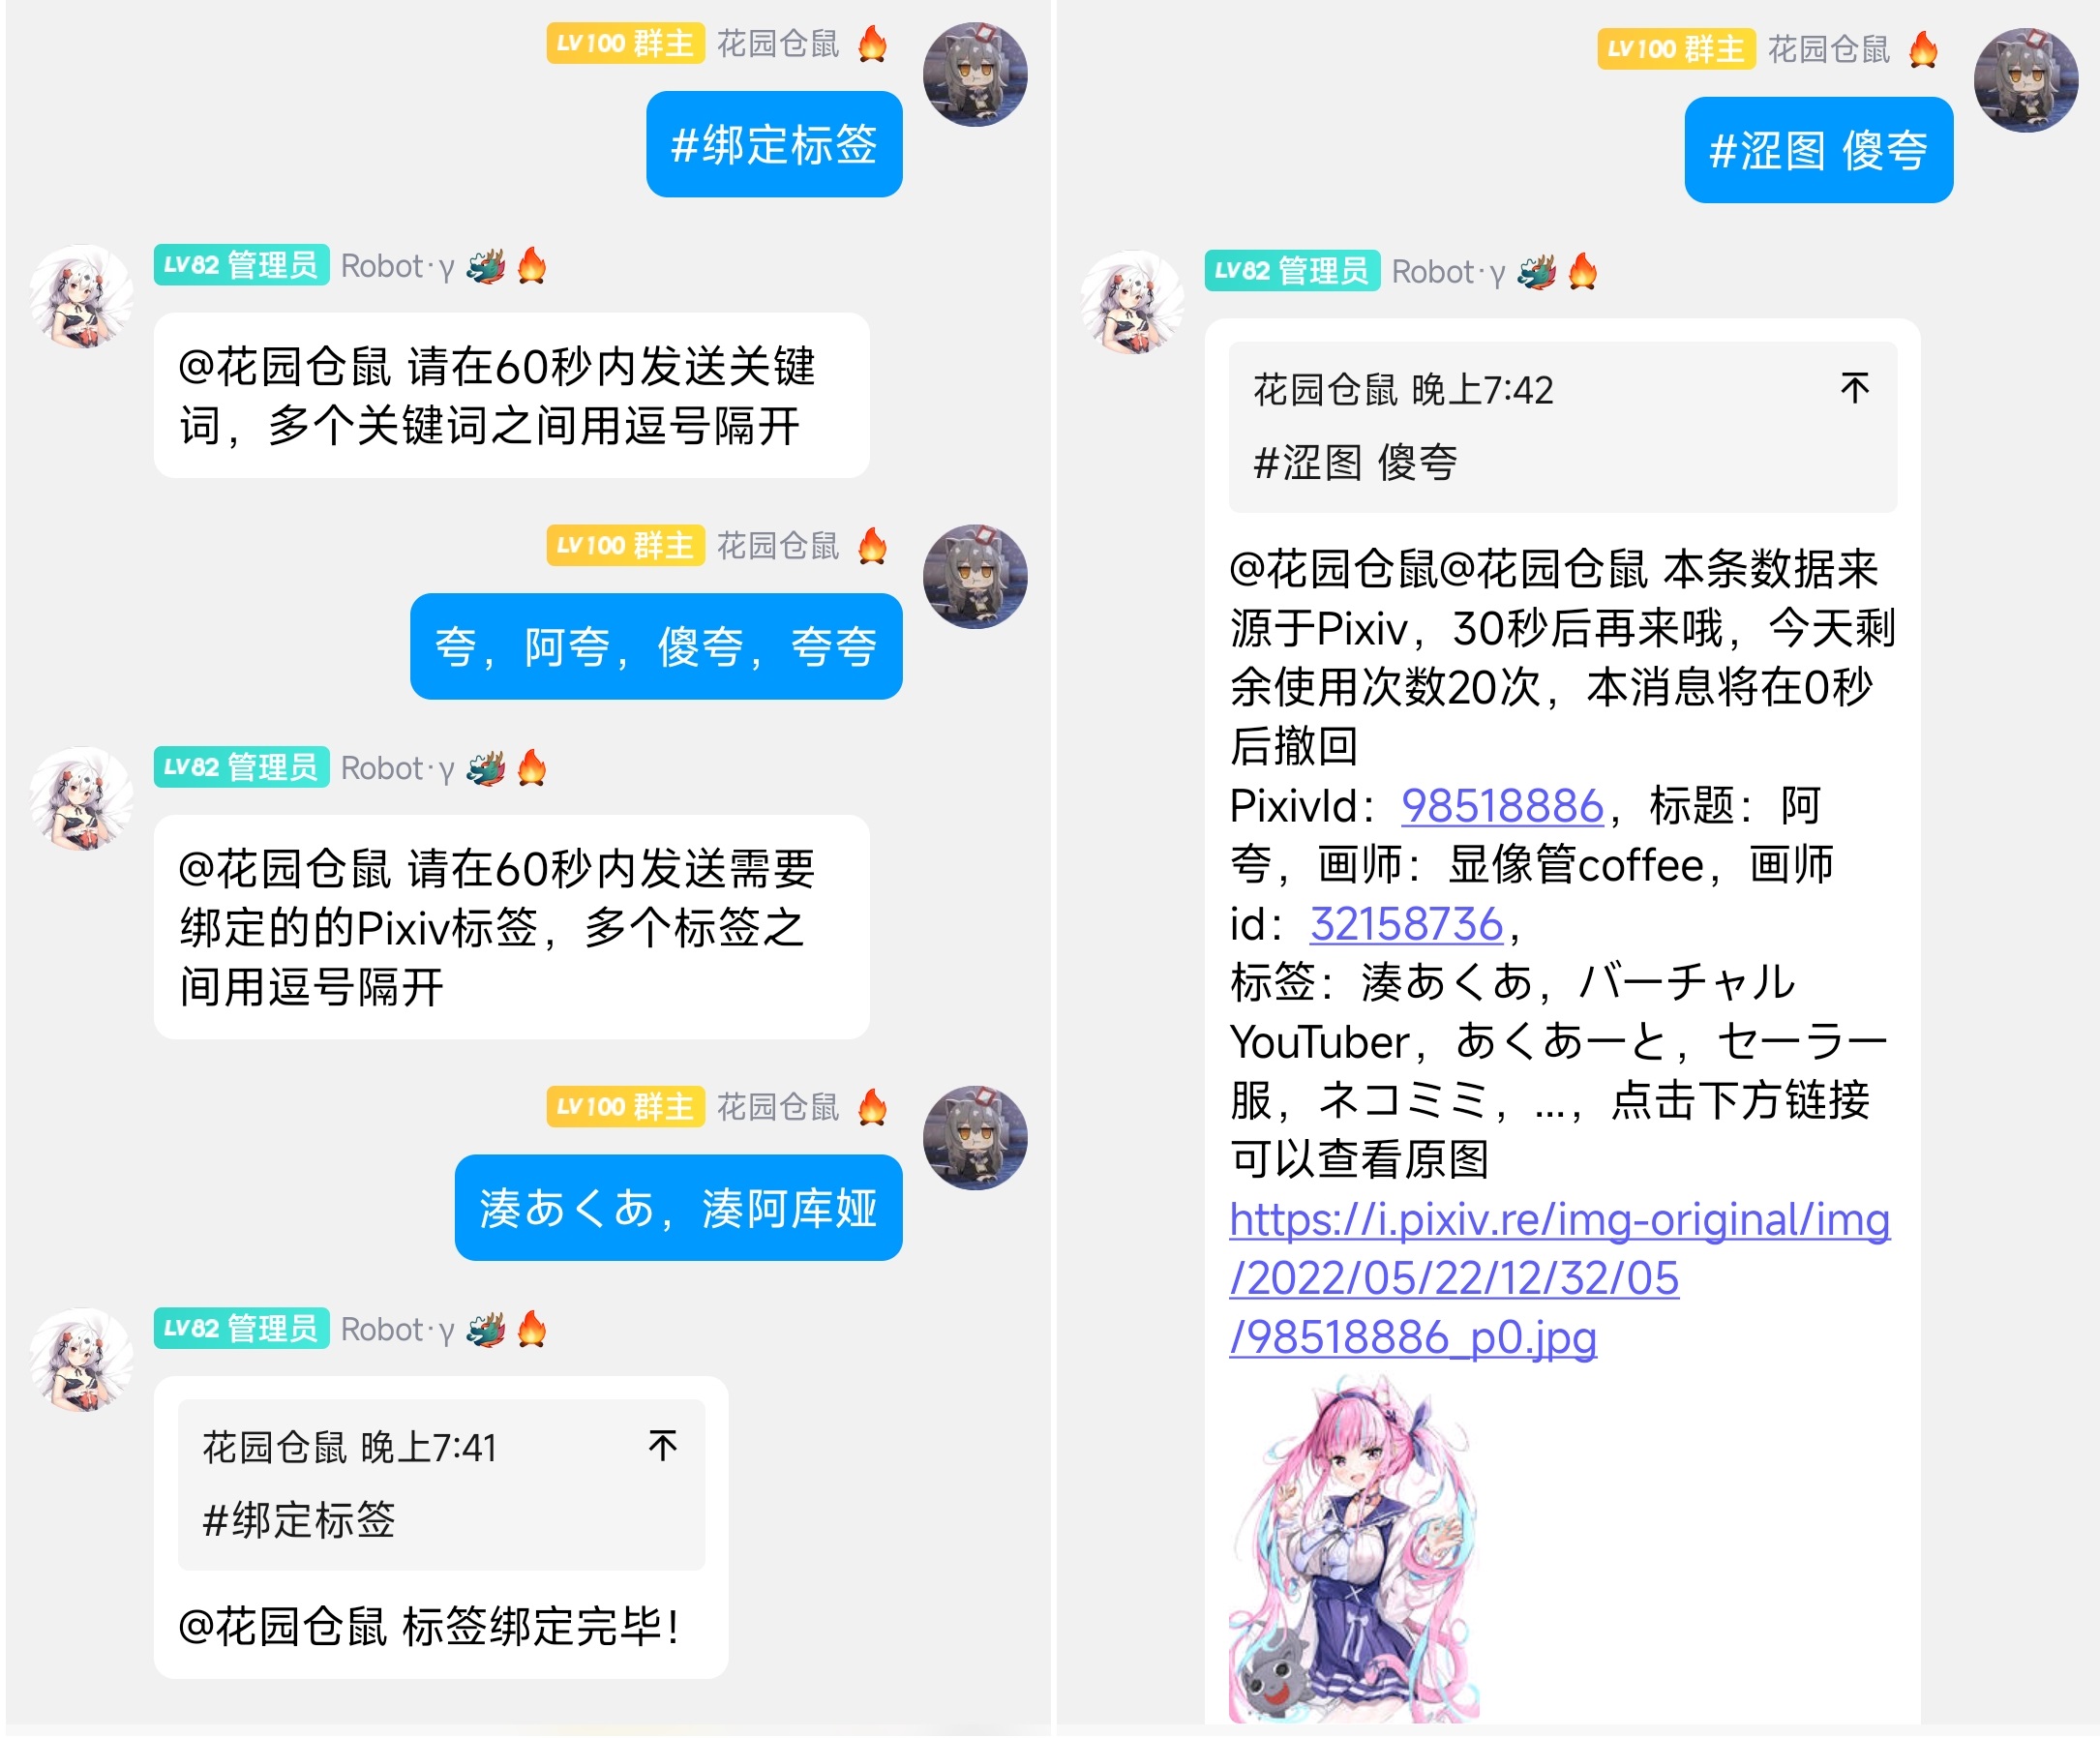 LV100 群主 花园仓鼠
#绑定标签
LV82 管理员 Robot·γ
@花园仓鼠 请在60秒内发送关键
词，多个关键词之间用逗号隔开
LV100 群主 花园仓鼠
夸，阿夸，傻夸，夸夸
LV82 管理员 Robot·γ
@花园仓鼠 请在60秒内发送需要
绑定的的Pixiv标签，多个标签之
间用逗号隔开
LV100 群主 花园仓鼠
湊あくあ，湊阿库娅
LV82 管理员 Robot·γ
花园仓鼠 晚上7:41
#绑定标签
@花园仓鼠 标签绑定完毕！
LV100 群主 花园仓鼠
#涩图 傻夸
LV82 管理员 Robot·γ
花园仓鼠 晚上7:42
#涩图 傻夸
@花园仓鼠@花园仓鼠 本条数据来
源于Pixiv，30秒后再来哦，今天剩
余使用次数20次，本消息将在0秒
后撤回
PixivId：98518886，标题：阿
夸，画师：显像管coffee，画师
id：32158736，
标签：湊あくあ，バーチャル
YouTuber，あくあーと，セーラー
服，ネコミミ，...，点击下方链接
可以查看原图
https://i.pixiv.re/img-original/img
/2022/05/22/12/32/05
/98518886_p0.jpg